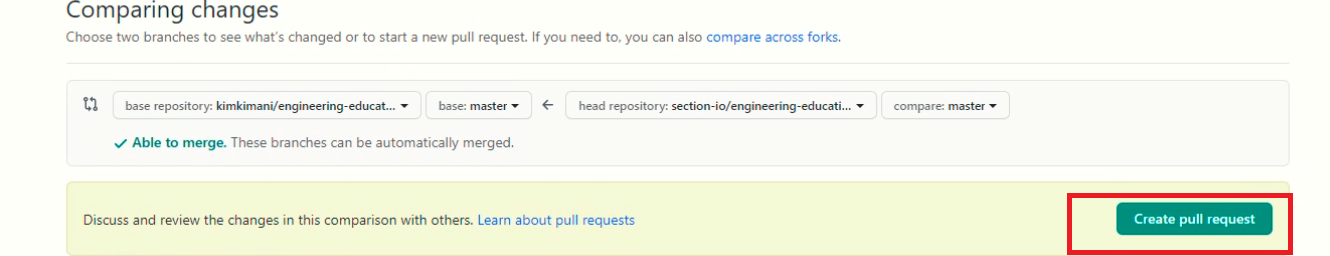 Comparing changes
Choose two branches to see what's changed or to start a new pull request. If you need to, you can also compare across forks.
base repository: kimkimani/engineering-educat... base: master head repository: section-io/engineering-educati... compare: master
Able to merge. These branches can be automatically merged.
Discuss and review the changes in this comparison with others. Learn about pull requests Create pull request